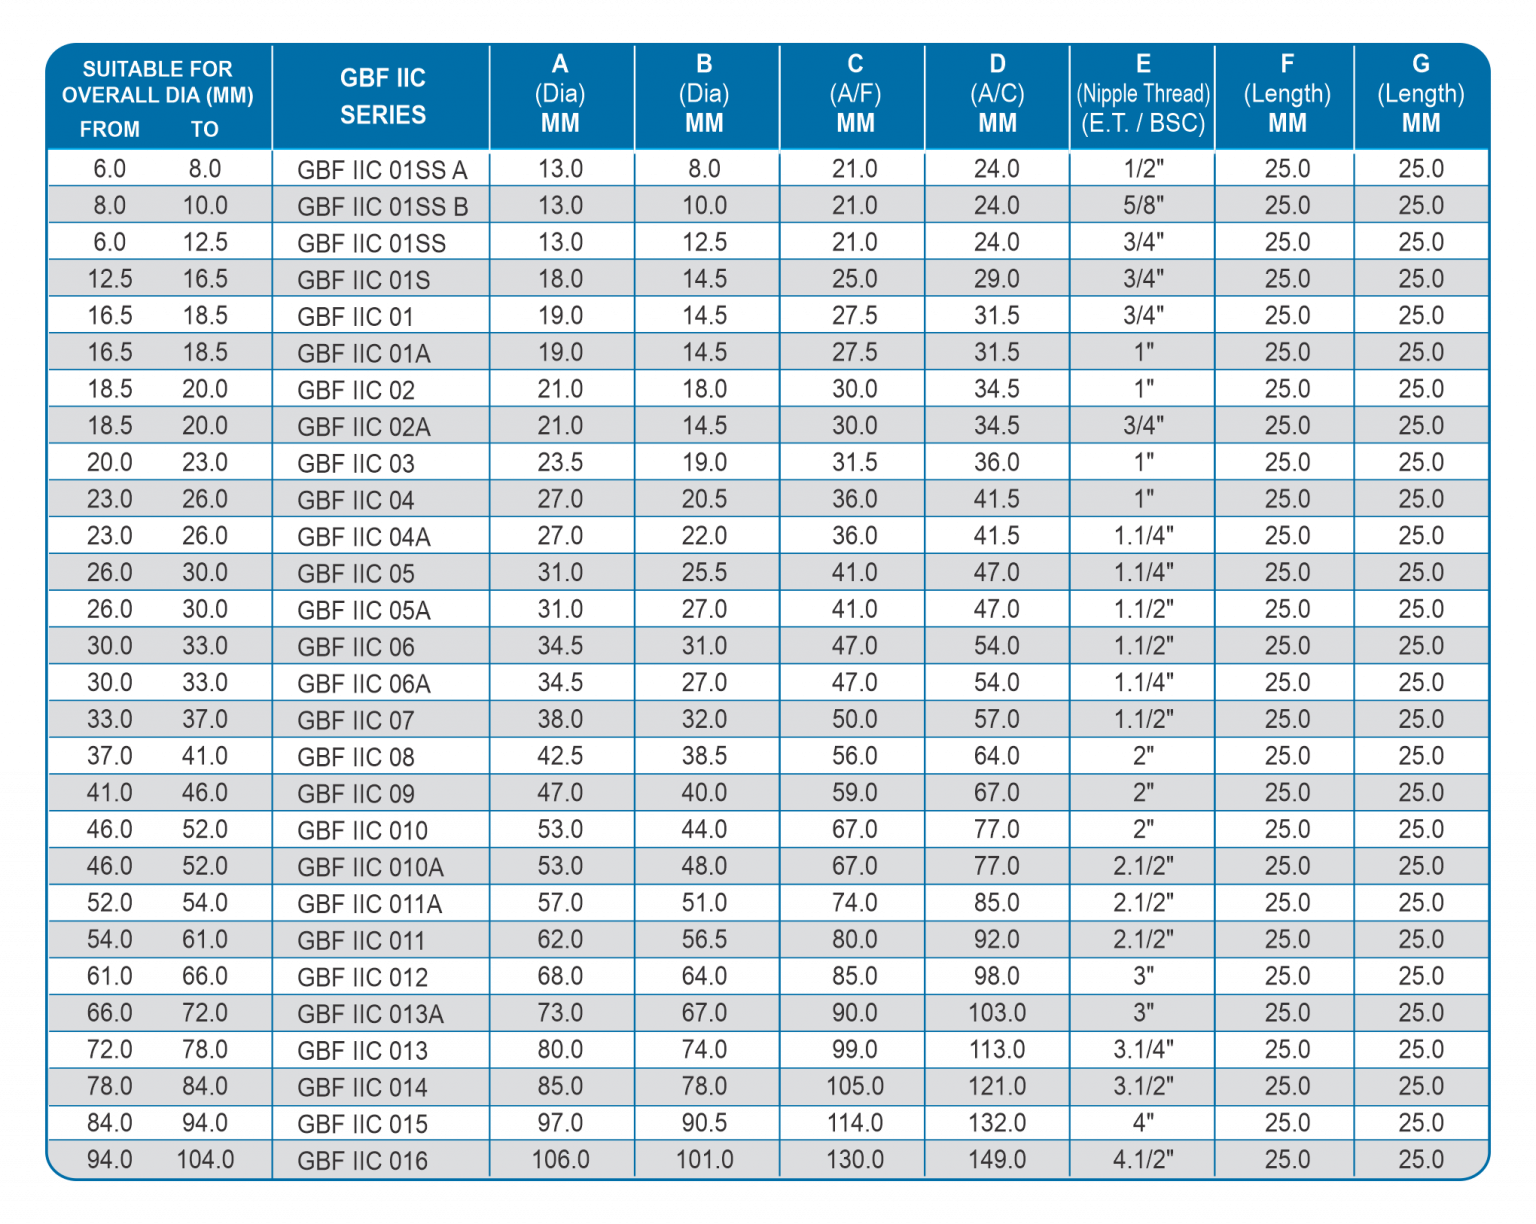 SUITABLE FOR OVERALL DIA (MM) FROM TO GBF IIC SERIES A (Dia) MM B (Dia) MM C (A/F) MM D (A/C) MM E (Nipple Thread) (E.T. / BSC) F (Length) MM G (Length) MM
6.0 8.0 GBF IIC 01SS A 13.0 8.0 21.0 24.0 1/2" 25.0 25.0
8.0 10.0 GBF IIC 01SS B 13.0 10.0 21.0 24.0 5/8" 25.0 25.0
6.0 12.5 GBF IIC 01SS 13.0 12.5 21.0 24.0 3/4" 25.0 25.0
12.5 16.5 GBF IIC 01S 18.0 14.5 25.0 29.0 3/4" 25.0 25.0
16.5 18.5 GBF IIC 01 19.0 14.5 27.5 31.5 3/4" 25.0 25.0
16.5 18.5 GBF IIC 01A 19.0 14.5 27.5 31.5 1" 25.0 25.0
18.5 20.0 GBF IIC 02 21.0 18.0 30.0 34.5 1" 25.0 25.0
18.5 20.0 GBF IIC 02A 21.0 14.5 30.0 34.5 3/4" 25.0 25.0
20.0 23.0 GBF IIC 03 23.5 19.0 31.5 36.0 1" 25.0 25.0
23.0 26.0 GBF IIC 04 27.0 20.5 36.0 41.5 1" 25.0 25.0
23.0 26.0 GBF IIC 04A 27.0 22.0 36.0 41.5 1.1/4" 25.0 25.0
26.0 30.0 GBF IIC 05 31.0 25.5 41.0 47.0 1.1/4" 25.0 25.0
26.0 30.0 GBF IIC 05A 31.0 27.0 41.0 47.0 1.1/2" 25.0 25.0
30.0 33.0 GBF IIC 06 34.5 31.0 47.0 54.0 1.1/2" 25.0 25.0
30.0 33.0 GBF IIC 06A 34.5 27.0 47.0 54.0 1.1/4" 25.0 25.0
33.0 37.0 GBF IIC 07 38.0 32.0 50.0 57.0 1.1/2" 25.0 25.0
37.0 41.0 GBF IIC 08 42.5 38.5 56.0 64.0 2" 25.0 25.0
41.0 46.0 GBF IIC 09 47.0 40.0 59.0 67.0 2" 25.0 25.0
46.0 52.0 GBF IIC 010 53.0 44.0 67.0 77.0 2" 25.0 25.0
46.0 52.0 GBF IIC 010A 53.0 48.0 67.0 77.0 2.1/2" 25.0 25.0
52.0 54.0 GBF IIC 011A 57.0 51.0 74.0 85.0 2.1/2" 25.0 25.0
54.0 61.0 GBF IIC 011 62.0 56.5 80.0 92.0 2.1/2" 25.0 25.0
61.0 66.0 GBF IIC 012 68.0 64.0 85.0 98.0 3" 25.0 25.0
66.0 72.0 GBF IIC 013A 73.0 67.0 90.0 103.0 3" 25.0 25.0
72.0 78.0 GBF IIC 013 80.0 74.0 99.0 113.0 3.1/4" 25.0 25.0
78.0 84.0 GBF IIC 014 85.0 78.0 105.0 121.0 3.1/2" 25.0 25.0
84.0 94.0 GBF IIC 015 97.0 90.5 114.0 132.0 4" 25.0 25.0
94.0 104.0 GBF IIC 016 106.0 101.0 130.0 149.0 4.1/2" 25.0 25.0